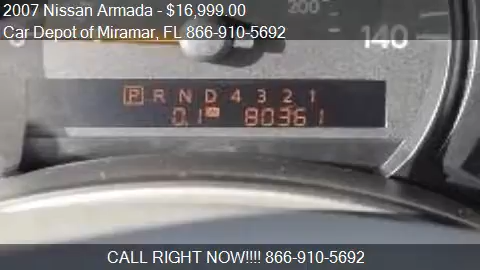 2007 Nissan Armada - $16,999.00
Car Depot of Miramar, FL 866-910-5692
200
140
P R N D 4 3 2 1
0.1 A 80361
CALL RIGHT NOW!!!! 866-910-5692